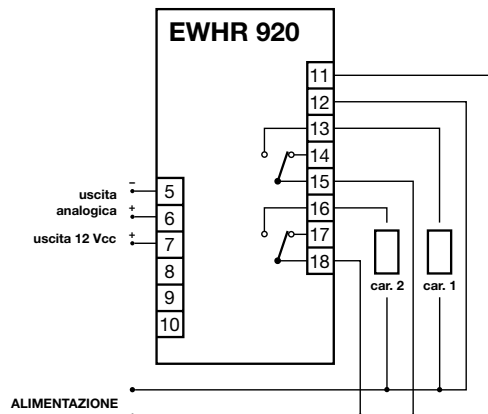 EWHR 920
11
12
13
14
15
16
17
18
5
6
7
8
9
10
uscita
analogica
uscita 12 Vcc
−
+
+
car. 2
car. 1
ALIMENTAZIONE